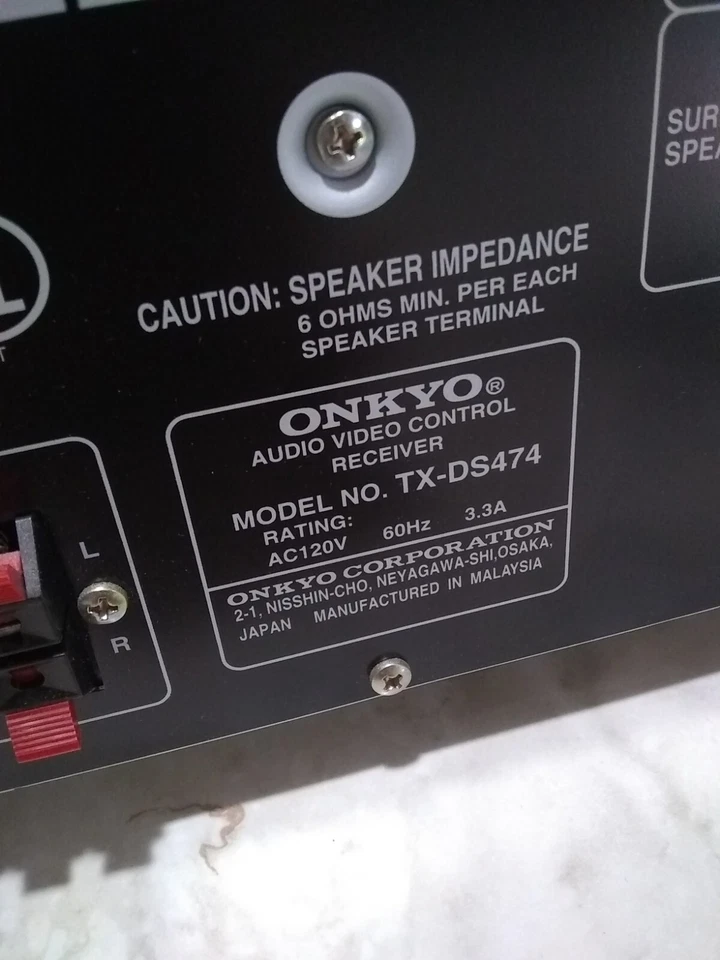 CAUTION: SPEAKER IMPEDANCE
6 OHMS MIN. PER EACH
SPEAKER TERMINAL
ONKYO®
AUDIO VIDEO CONTROL
RECEIVER
MODEL NO. TX-DS474
RATING:
AC120V 60Hz 3.3A
ONKYO CORPORATION
2-1, NISSHIN-CHO, NEYAGAWA-SHI,OSAKA,
JAPAN MANUFACTURED IN MALAYSIA
L
R